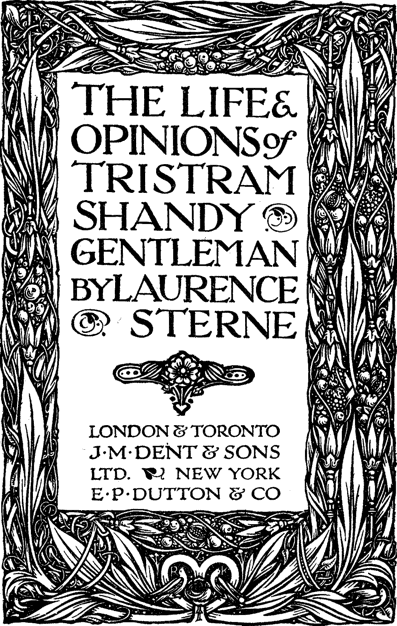 THE LIFE &
OPINIONS of
TRISTRAM
SHANDY
GENTLEMAN
BY LAURENCE
STERNE
LONDON & TORONTO
J·M·DENT & SONS
LTD. NEW YORK
E·P·DUTTON & CO